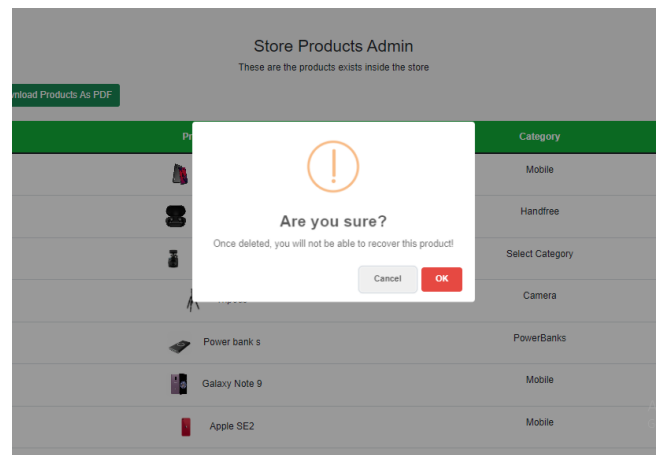 Store Products Admin
These are the products exists inside the store
wnload Products As PDF
Pr
Category
Mobile
Handfree
Select Category
Camera
Are you sure?
Once deleted, you will not be able to recover this product!
Cancel
OK
Power bank s
PowerBanks
Galaxy Note 9
Mobile
Apple SE2
Mobile